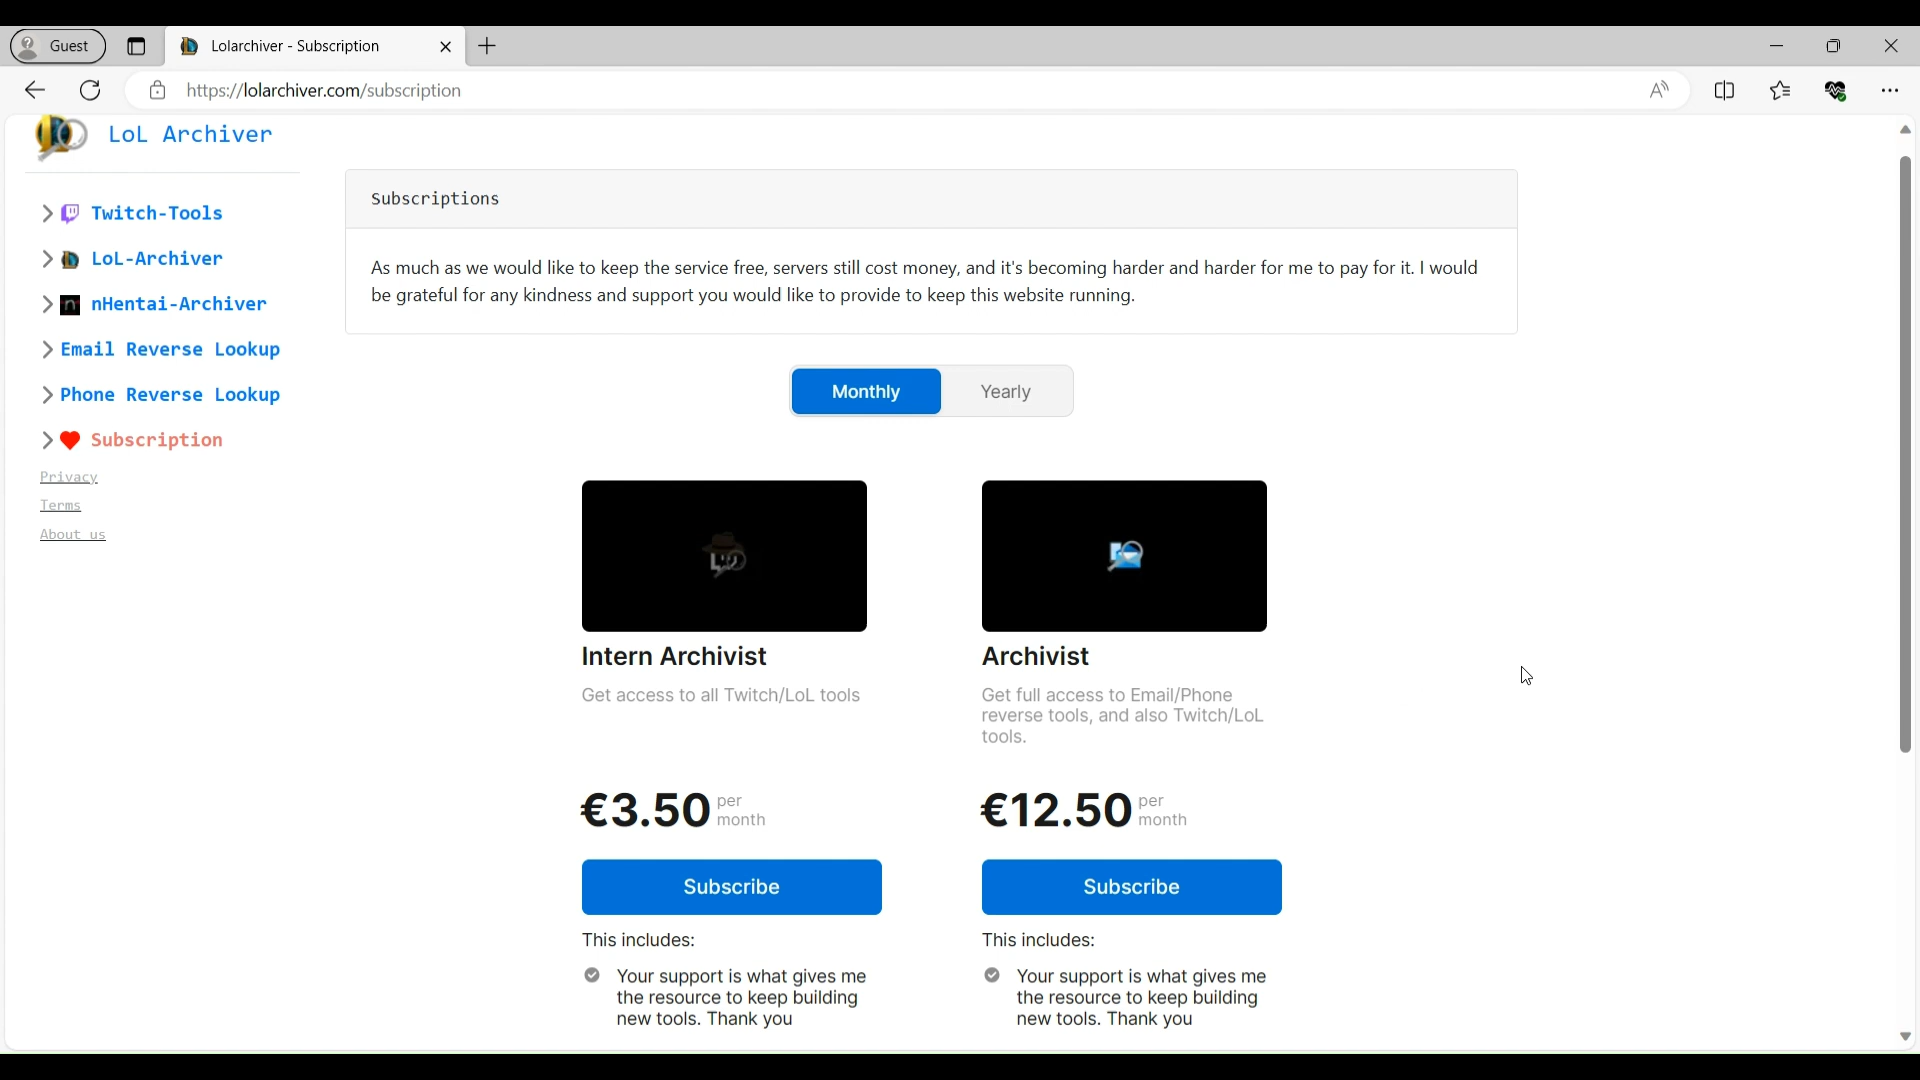 Guest
Lolarchiver - Subscription
https://lolarchiver.com/subscription
LoL Archiver
Twitch-Tools
LoL-Archiver
nHentai-Archiver
Email Reverse Lookup
Phone Reverse Lookup
Subscription
Privacy
Terms
About us
Subscriptions
As much as we would like to keep the service free, servers still cost money, and it's becoming harder and harder for me to pay for it. I would
be grateful for any kindness and support you would like to provide to keep this website running.
Monthly
Yearly
Intern Archivist
Get access to all Twitch/LoL tools
€3.50 per
month
Subscribe
This includes:
Your support is what gives me
the resource to keep building
new tools. Thank you
Archivist
Get full access to Email/Phone
reverse tools, and also Twitch/LoL
tools.
€12.50 per
month
Subscribe
This includes:
Your support is what gives me
the resource to keep building
new tools. Thank you